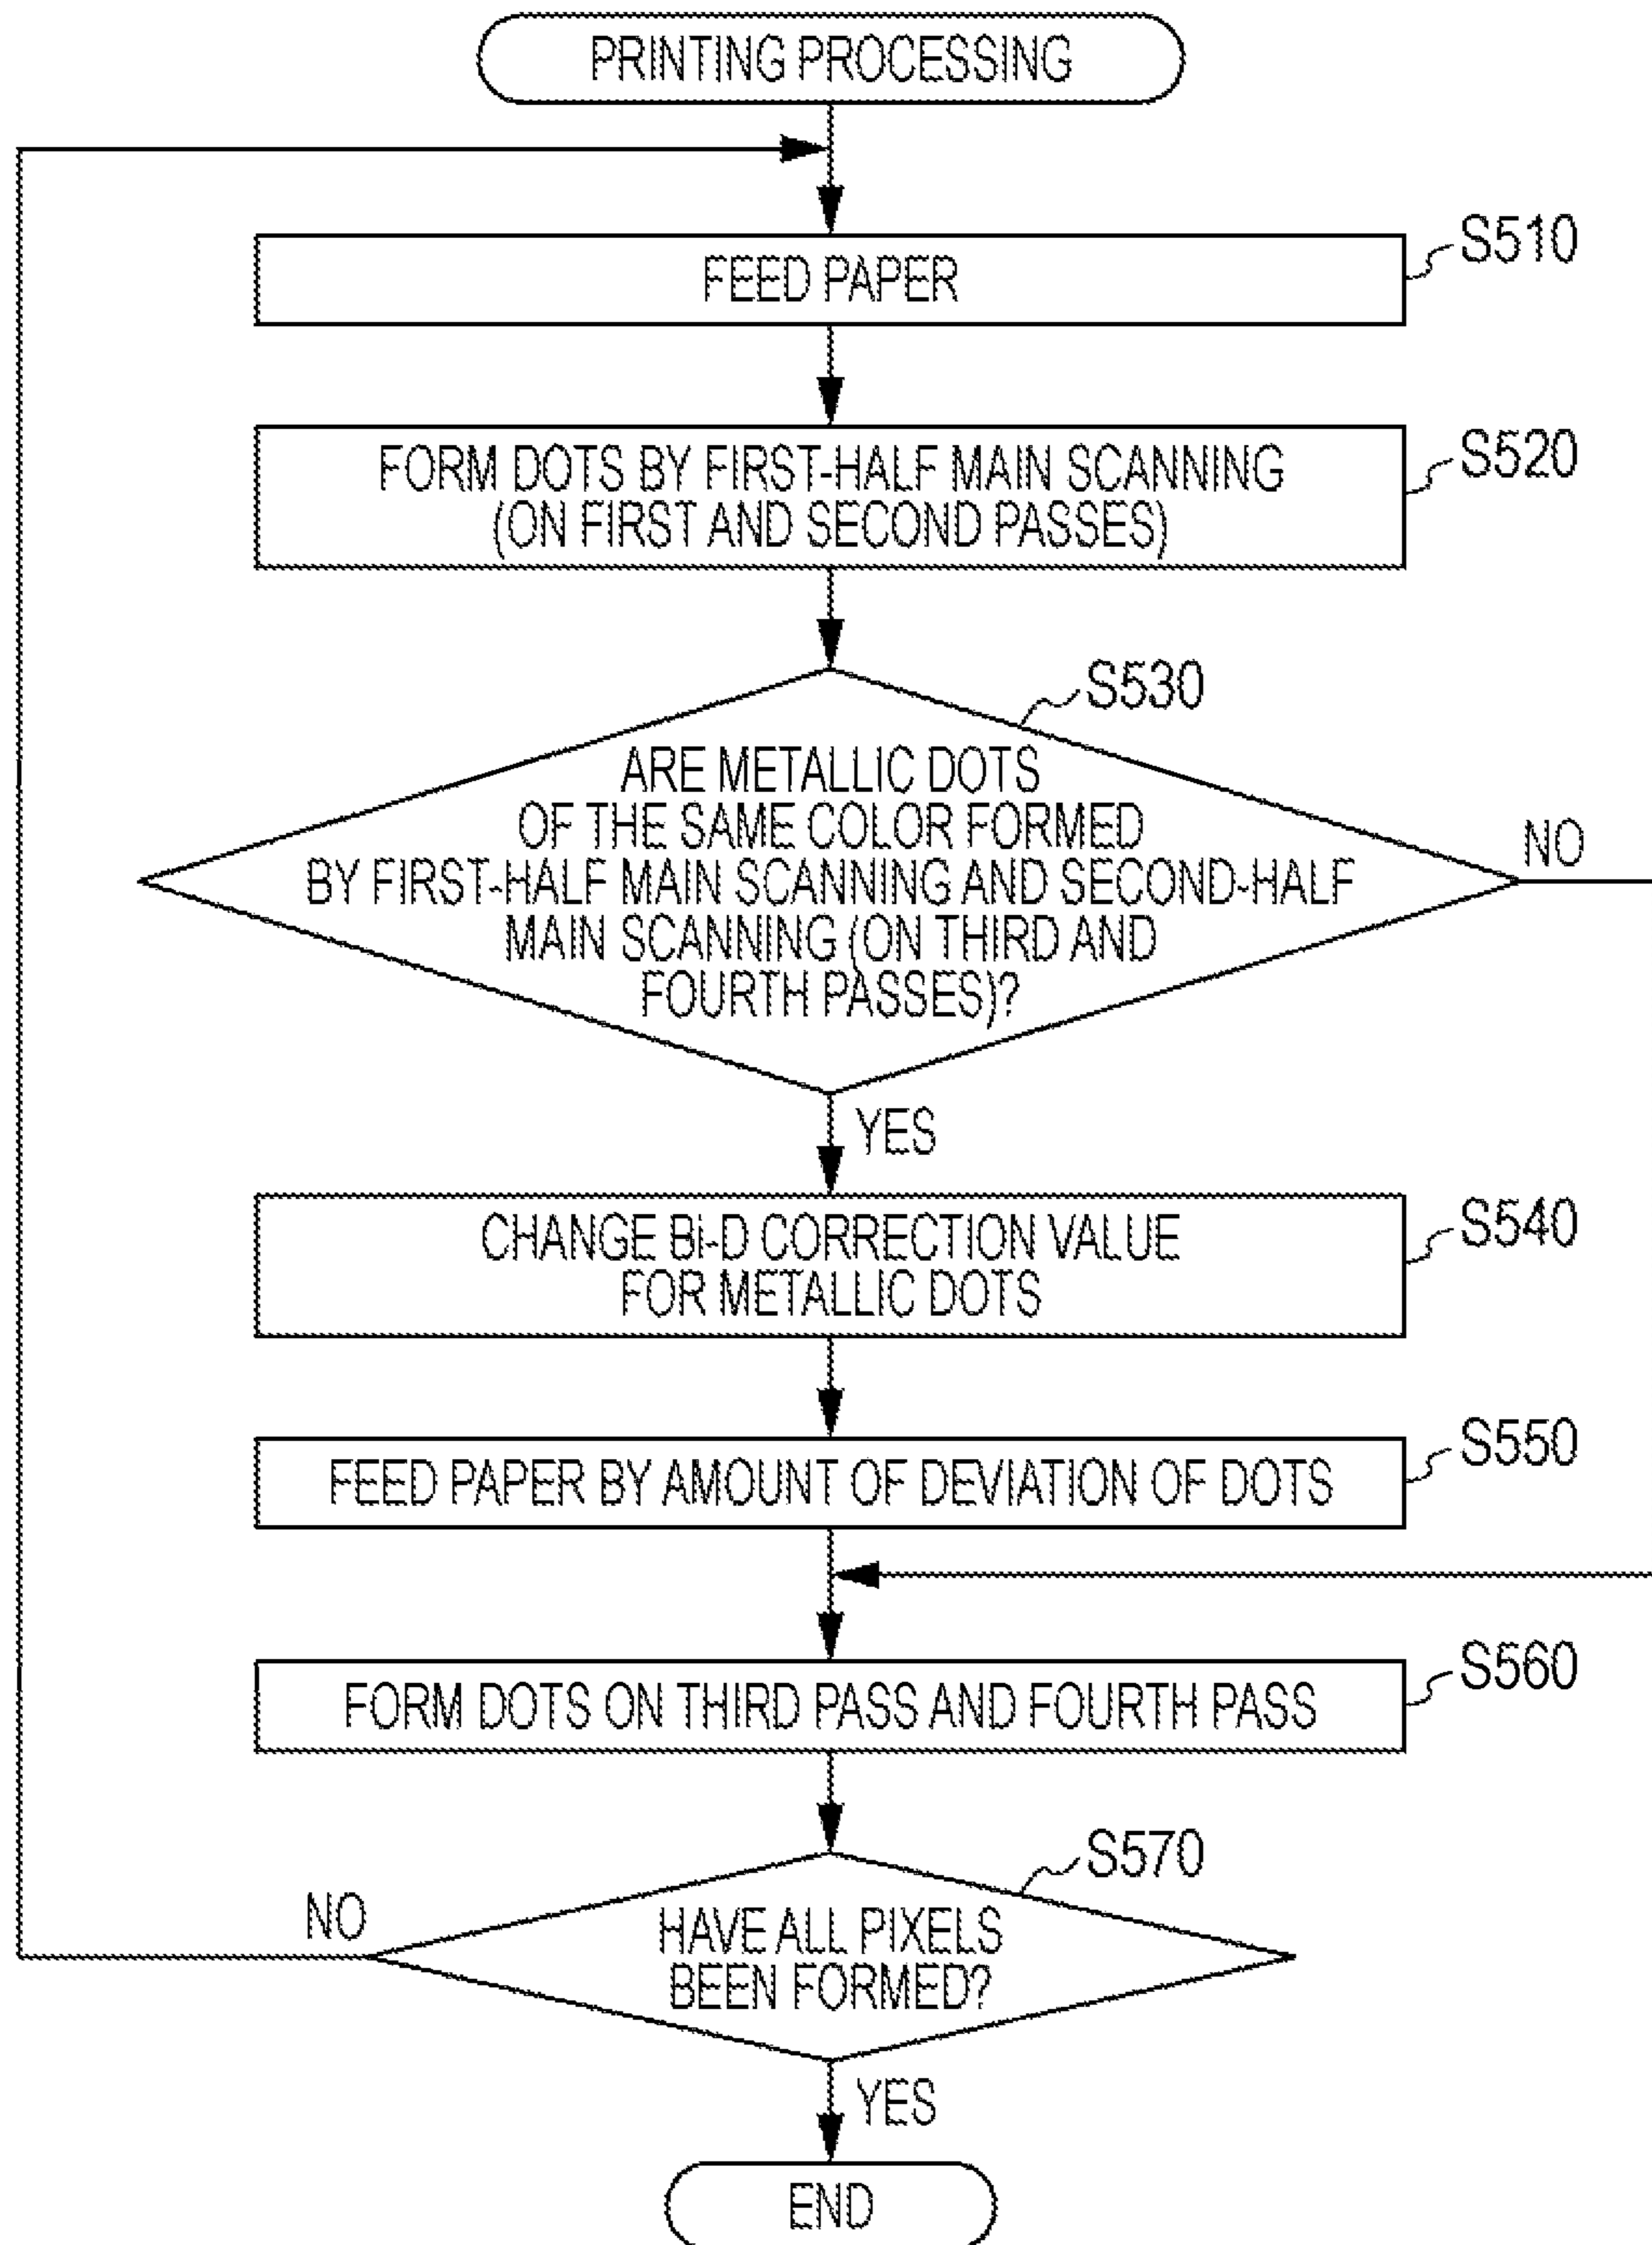 PRINTING PROCESSING
FEED PAPER
S510
FORM DOTS BY FIRST-HALF MAIN SCANNING
(ON FIRST AND SECOND PASSES)
S520
S530
ARE METALLIC DOTS
OF THE SAME COLOR FORMED
BY FIRST-HALF MAIN SCANNING AND SECOND-HALF
MAIN SCANNING (ON THIRD AND
FOURTH PASSES)?
NO
YES
CHANGE Bi-D CORRECTION VALUE
FOR METALLIC DOTS
S540
FEED PAPER BY AMOUNT OF DEVIATION OF DOTS
S550
FORM DOTS ON THIRD PASS AND FOURTH PASS
S560
S570
HAVE ALL PIXELS
BEEN FORMED?
NO
YES
END